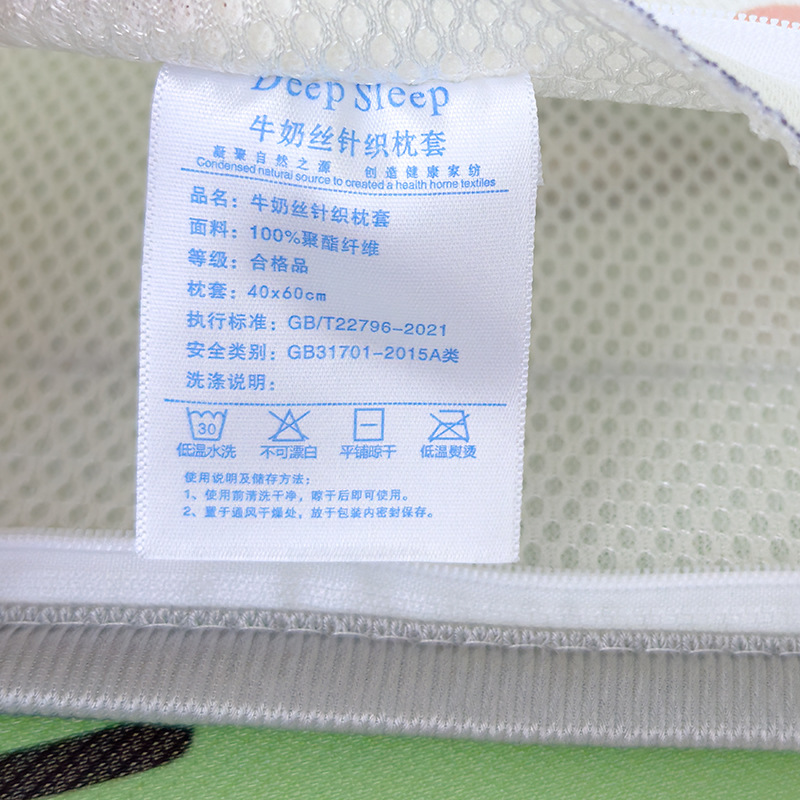 Deep Sleep
牛奶丝针织枕套
凝聚自然之源 创造健康家纺
Condensed natural source to created a health home textiles
品名：牛奶丝针织枕套
面料：100%聚酯纤维
等级：合格品
枕套：40x60cm
执行标准：GB/T22796-2021
安全类别：GB31701-2015A类
洗涤说明：
30
低温水洗 不可漂白 平铺晾干 低温熨烫
使用说明及储存方法：
1、使用前清洗干净，晾干后即可使用。
2、置于通风干燥处，放于包装内密封保存。